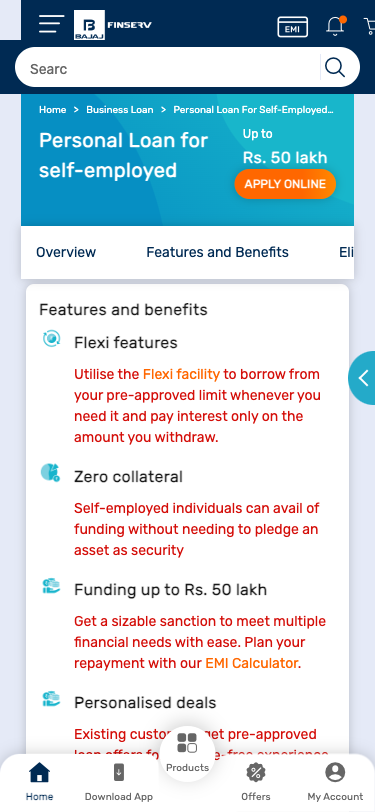 B
BAJAJ
FINSERV
EMI
Searc
Home > Business Loan > Personal Loan For Self-Employed...
Personal Loan for
self-employed
Up to
Rs. 50 lakh
APPLY ONLINE
Overview
Features and Benefits
Eli
Features and benefits
Flexi features
Utilise the Flexi facility to borrow from
your pre-approved limit whenever you
need it and pay interest only on the
amount you withdraw.
Zero collateral
Self-employed individuals can avail of
funding without needing to pledge an
asset as security
Funding up to Rs. 50 lakh
Get a sizable sanction to meet multiple
financial needs with ease. Plan your
repayment with our EMI Calculator.
Personalised deals
Existing get pre-approved
loan offers free experience
Home
Download App
Products
Offers
My Account